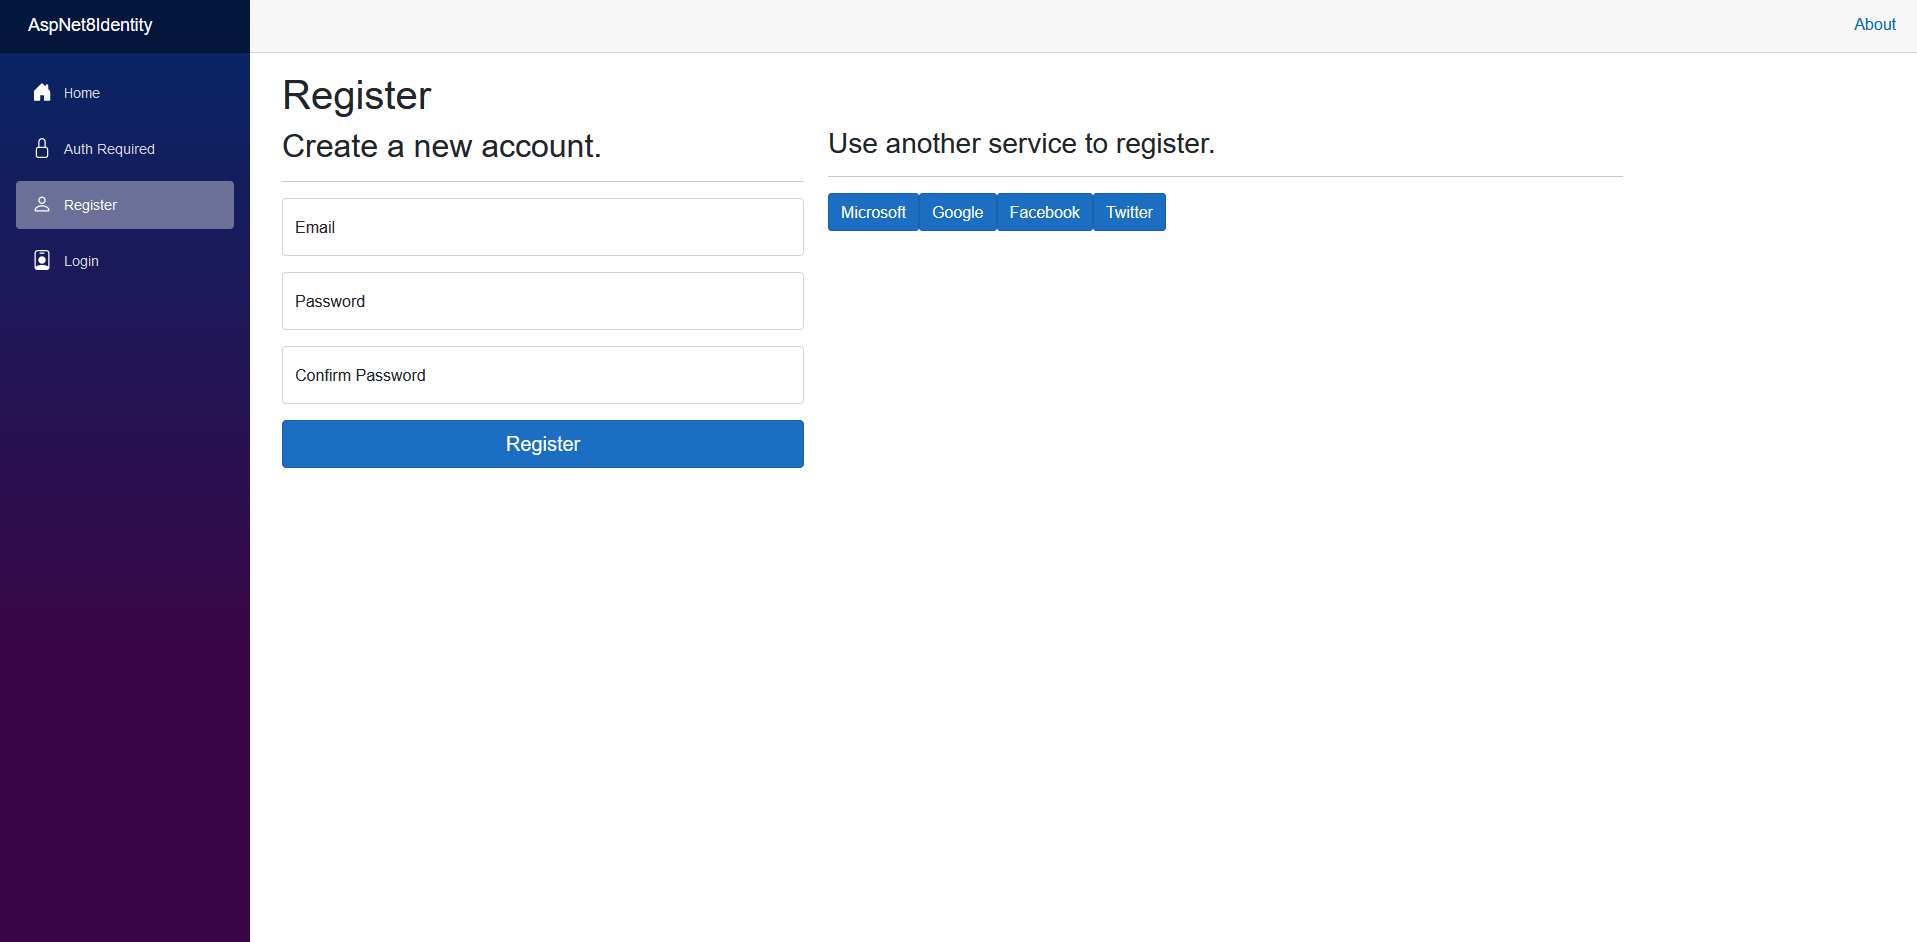 AspNet8Identity
About
Home
Auth Required
Register
Login
Register
Create a new account.
Email
Password
Confirm Password
Register
Use another service to register.
Microsoft Google Facebook Twitter